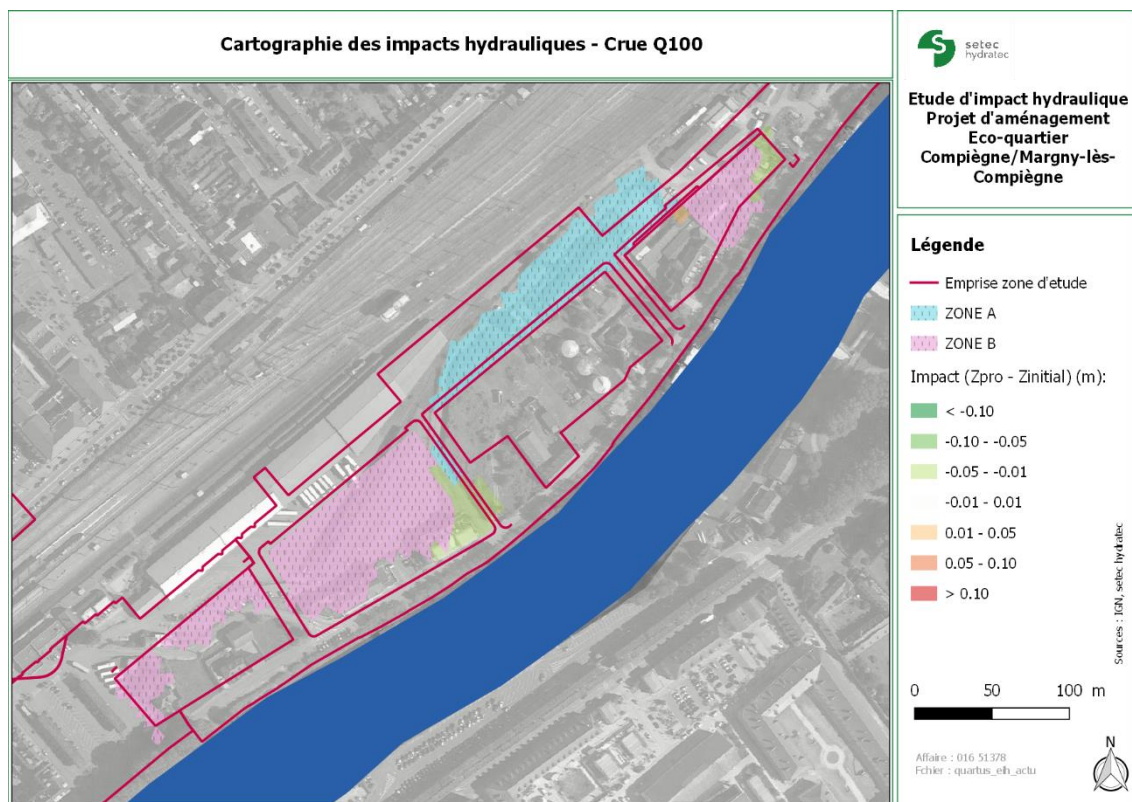 Cartographie des impacts hydrauliques - Crue Q100
setec
hydratec
Etude d'impact hydraulique
Projet d'aménagement
Eco-quartier
Compiègne/Margny-lès-
Compiègne
Légende
Emprise zone d'etude
ZONE A
ZONE B
Impact (Zpro - Zinitial) (m):
< -0.10
-0.10 - -0.05
-0.05 - -0.01
-0.01 - 0.01
0.01 - 0.05
0.05 - 0.10
> 0.10
Sources : IGN, setec hydratec
0 50 100 m
Affaire : 016 51378
Fchier : quartus_eih_actu
N